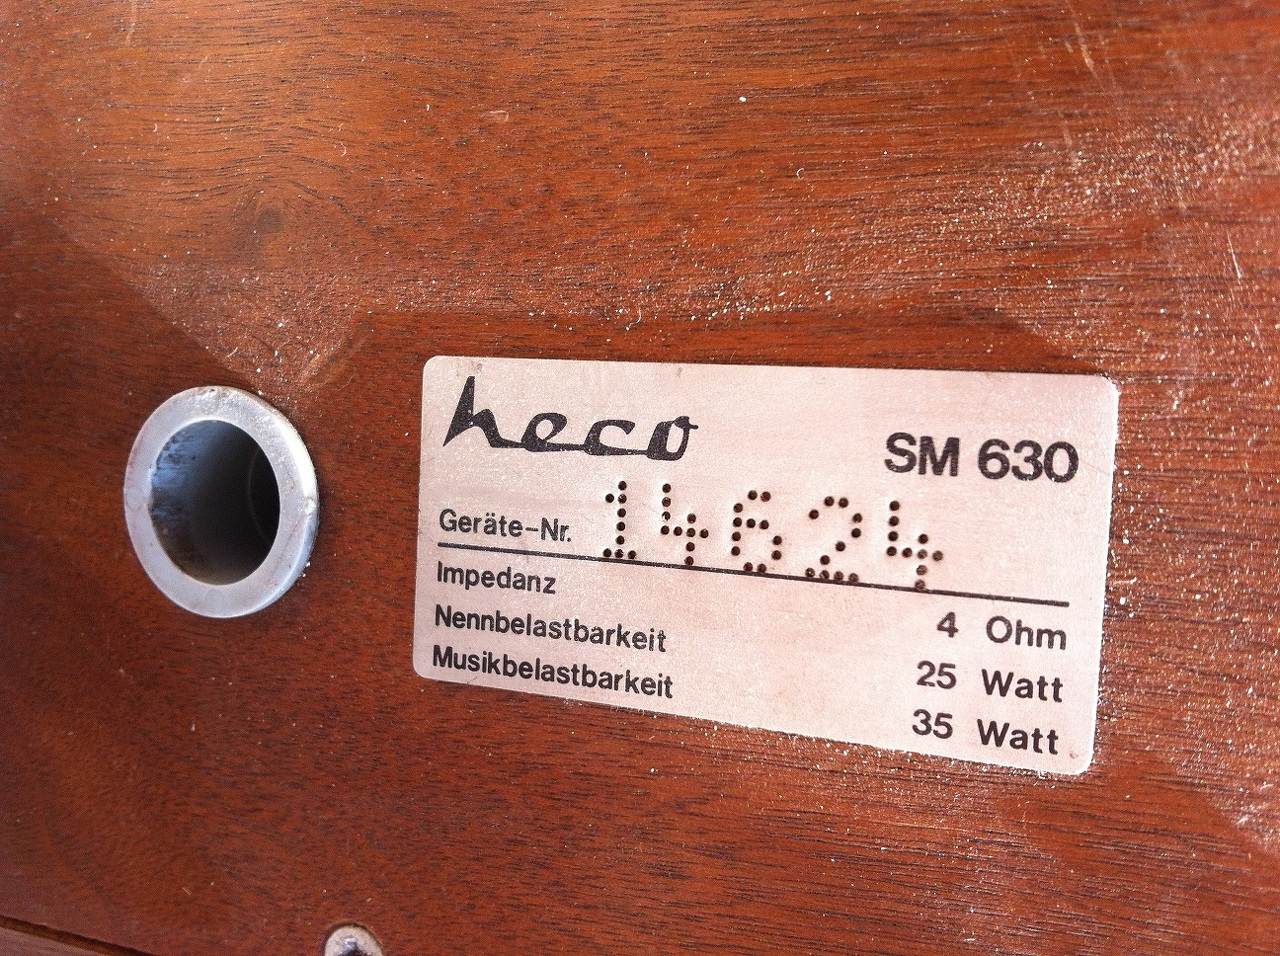 heco
SM 630
Geräte-Nr. 14624
Impedanz 4 Ohm
Nennbelastbarkeit 25 Watt
Musikbelastbarkeit 35 Watt